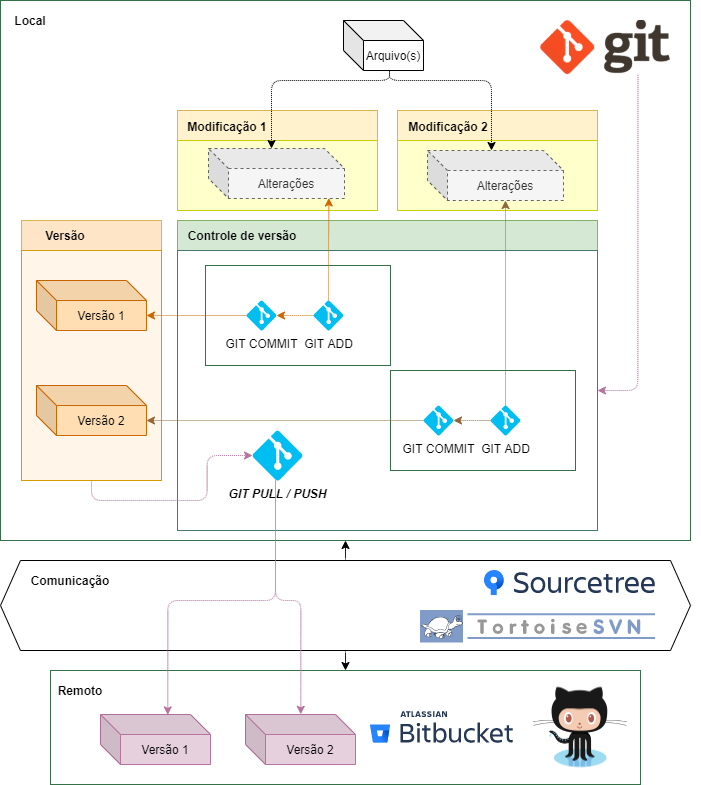 Local
git
Arquivo(s)
Modificação 1
Modificação 2
Alterações
Alterações
Versão
Controle de versão
Versão 1
GIT COMMIT
GIT ADD
Versão 2
GIT COMMIT
GIT ADD
GIT PULL / PUSH
Comunicação
Sourcetree
TortoiseSVN
Remoto
Versão 1
Versão 2
ATLASSIAN
Bitbucket